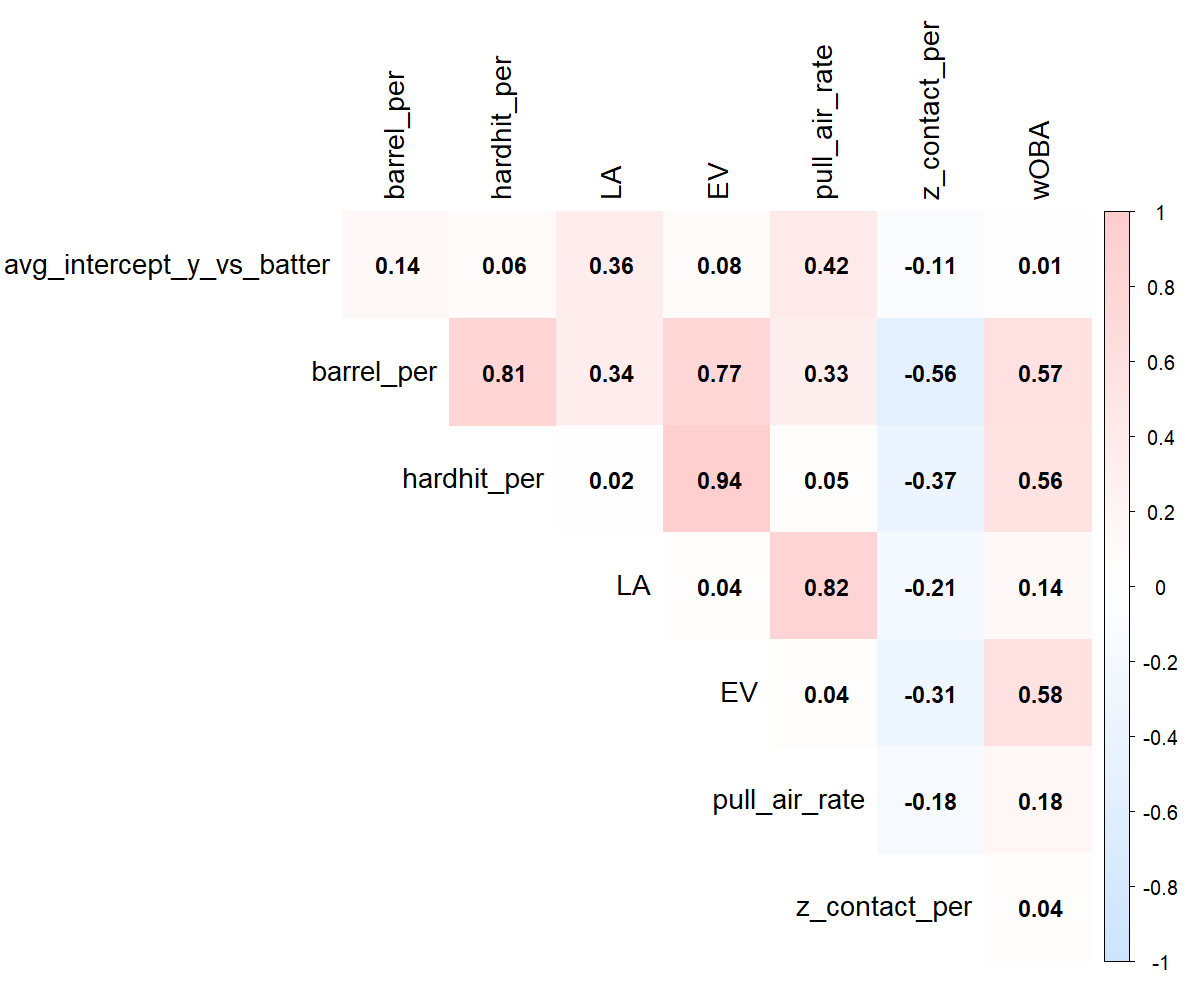 barrel_per
hardhit_per
LA
EV
pull_air_rate
z_contact_per
wOBA
avg_intercept_y_vs_batter 0.14 0.06 0.36 0.08 0.42 -0.11 0.01
barrel_per 0.81 0.34 0.77 0.33 -0.56 0.57
hardhit_per 0.02 0.94 0.05 -0.37 0.56
LA 0.04 0.82 -0.21 0.14
EV 0.04 -0.31 0.58
pull_air_rate -0.18 0.18
z_contact_per 0.04
1
0.8
0.6
0.4
0.2
0
-0.2
-0.4
-0.6
-0.8
-1